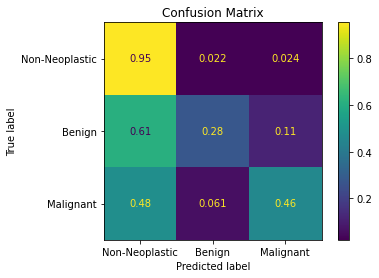 Confusion Matrix
Non-Neoplastic 0.95 0.022 0.024 0.8
0.6
True label Benign 0.61 0.28 0.11
0.4
Malignant 0.48 0.061 0.46 0.2
Non-Neoplastic Benign Malignant
Predicted label